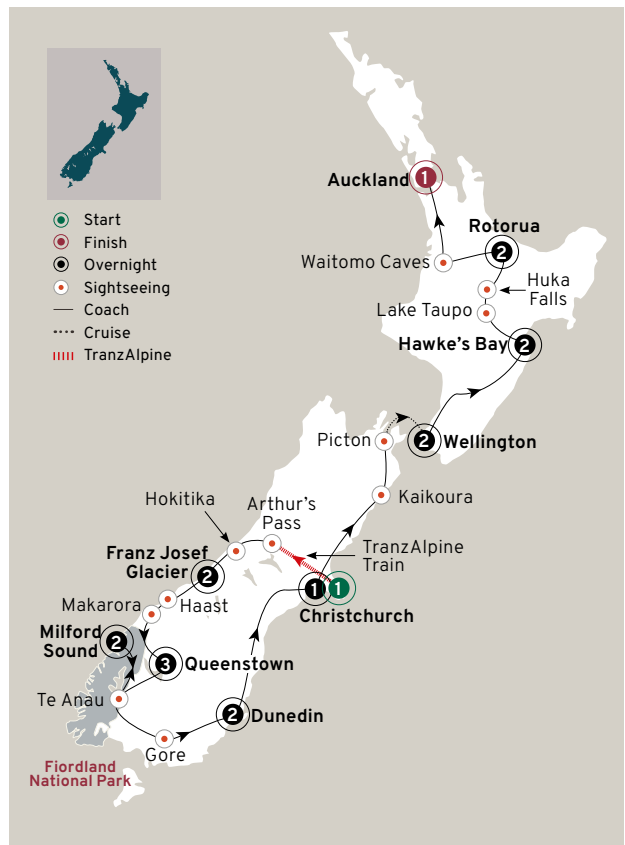 Start
Finish
Overnight
Sightseeing
Coach
Cruise
TranzAlpine
Auckland
1
Rotorua
2
Waitomo Caves
Huka
Falls
Lake Taupo
Hawke's Bay
2
Picton
2
Wellington
Hokitika
Arthur's
Pass
Kaikoura
Franz Josef
Glacier
2
TranzAlpine
Train
1
1
Christchurch
Makarora
Haast
Milford
Sound
2
3
Queenstown
Te Anau
2
Dunedin
Gore
Fiordland
National Park